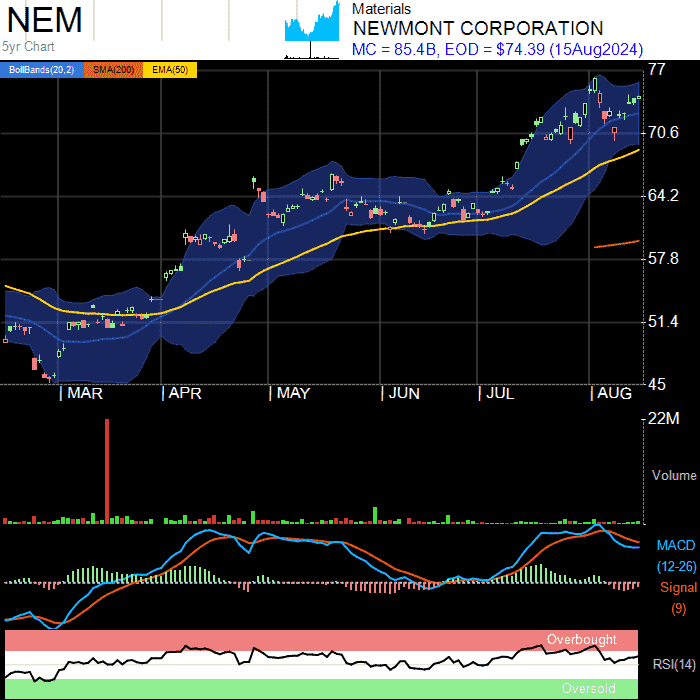 NEM
5yr Chart
Materials
NEWMONT CORPORATION
MC = 85.4B, EOD = $74.39 (15Aug2024)
BollBands(20,2) SMA(200) EMA(50)
77
70.6
64.2
57.8
51.4
45
MAR APR MAY JUN JUL AUG
22M
Volume
MACD
(12-26)
Signal
(9)
Overbought
RSI(14)
Oversold